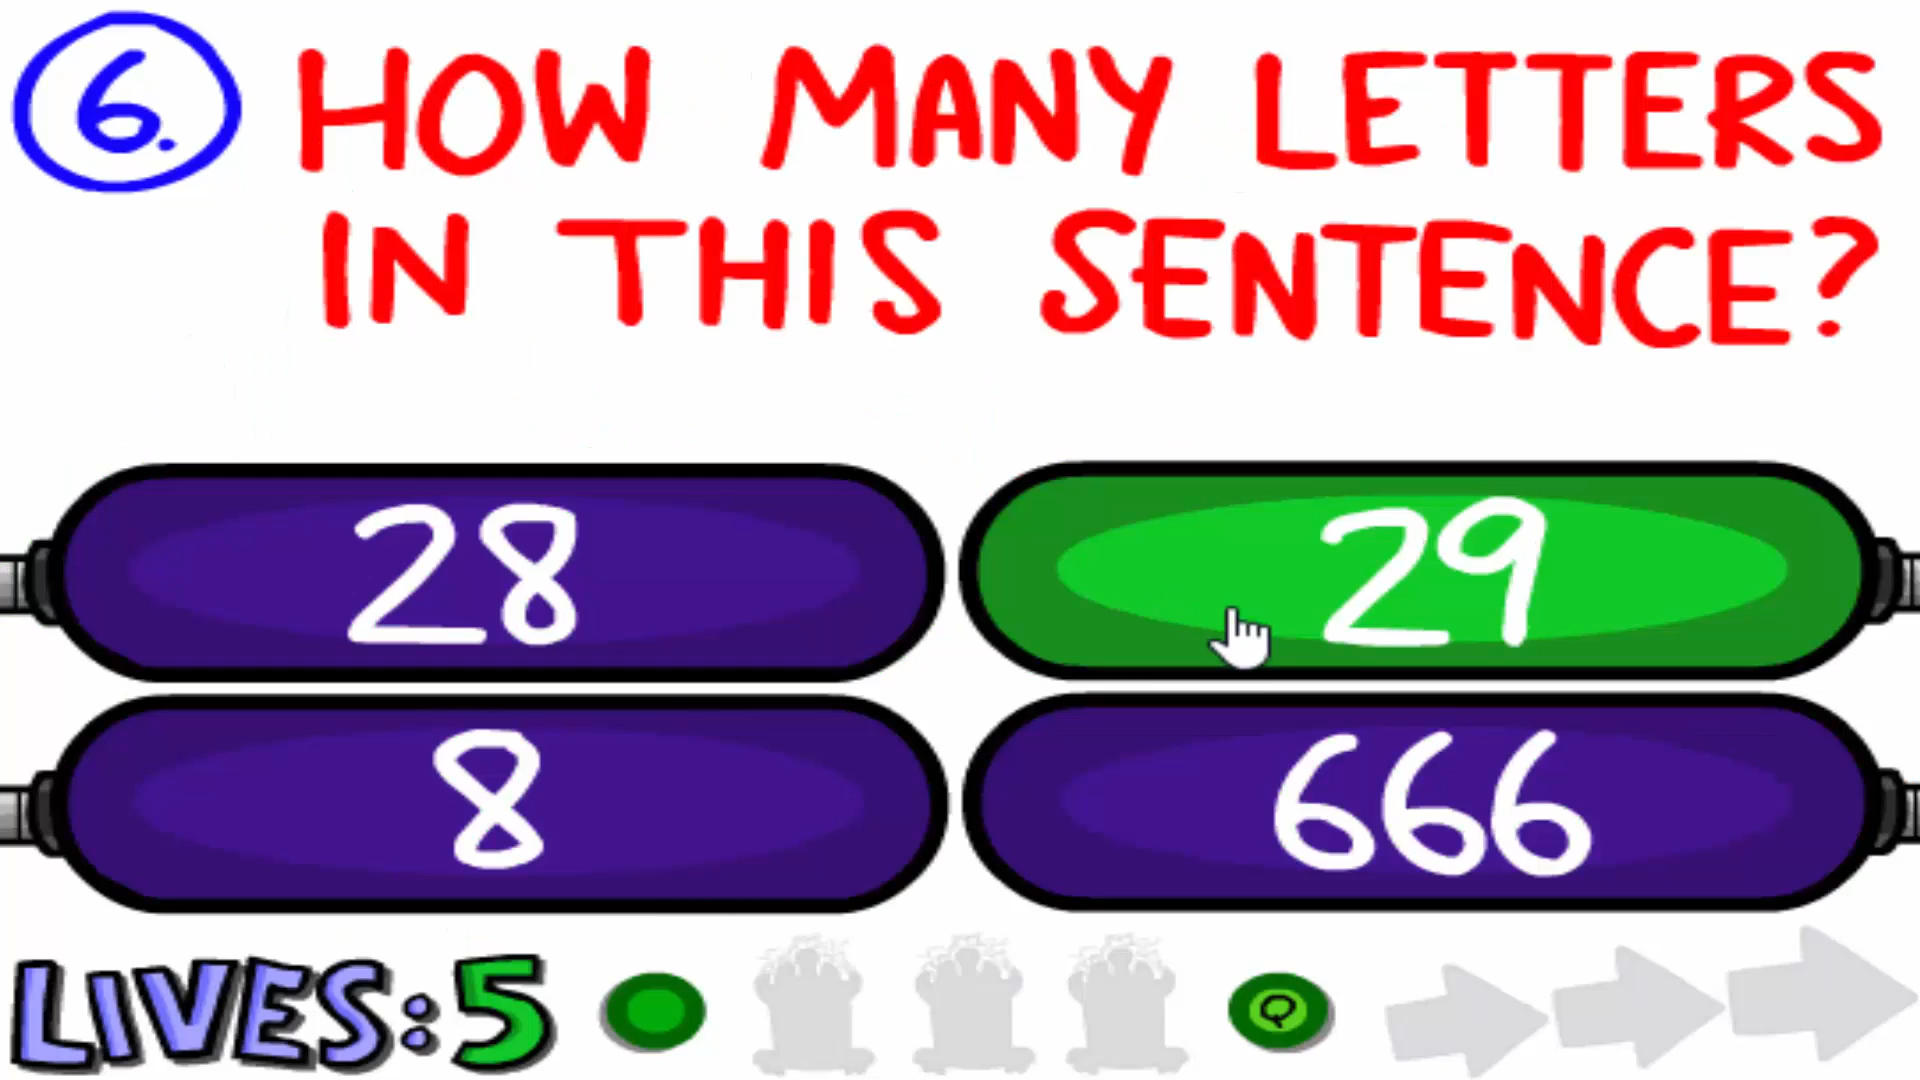 6. HOW MANY LETTERS
IN THIS SENTENCE?
28 29
8 666
LIVES: 5 Q